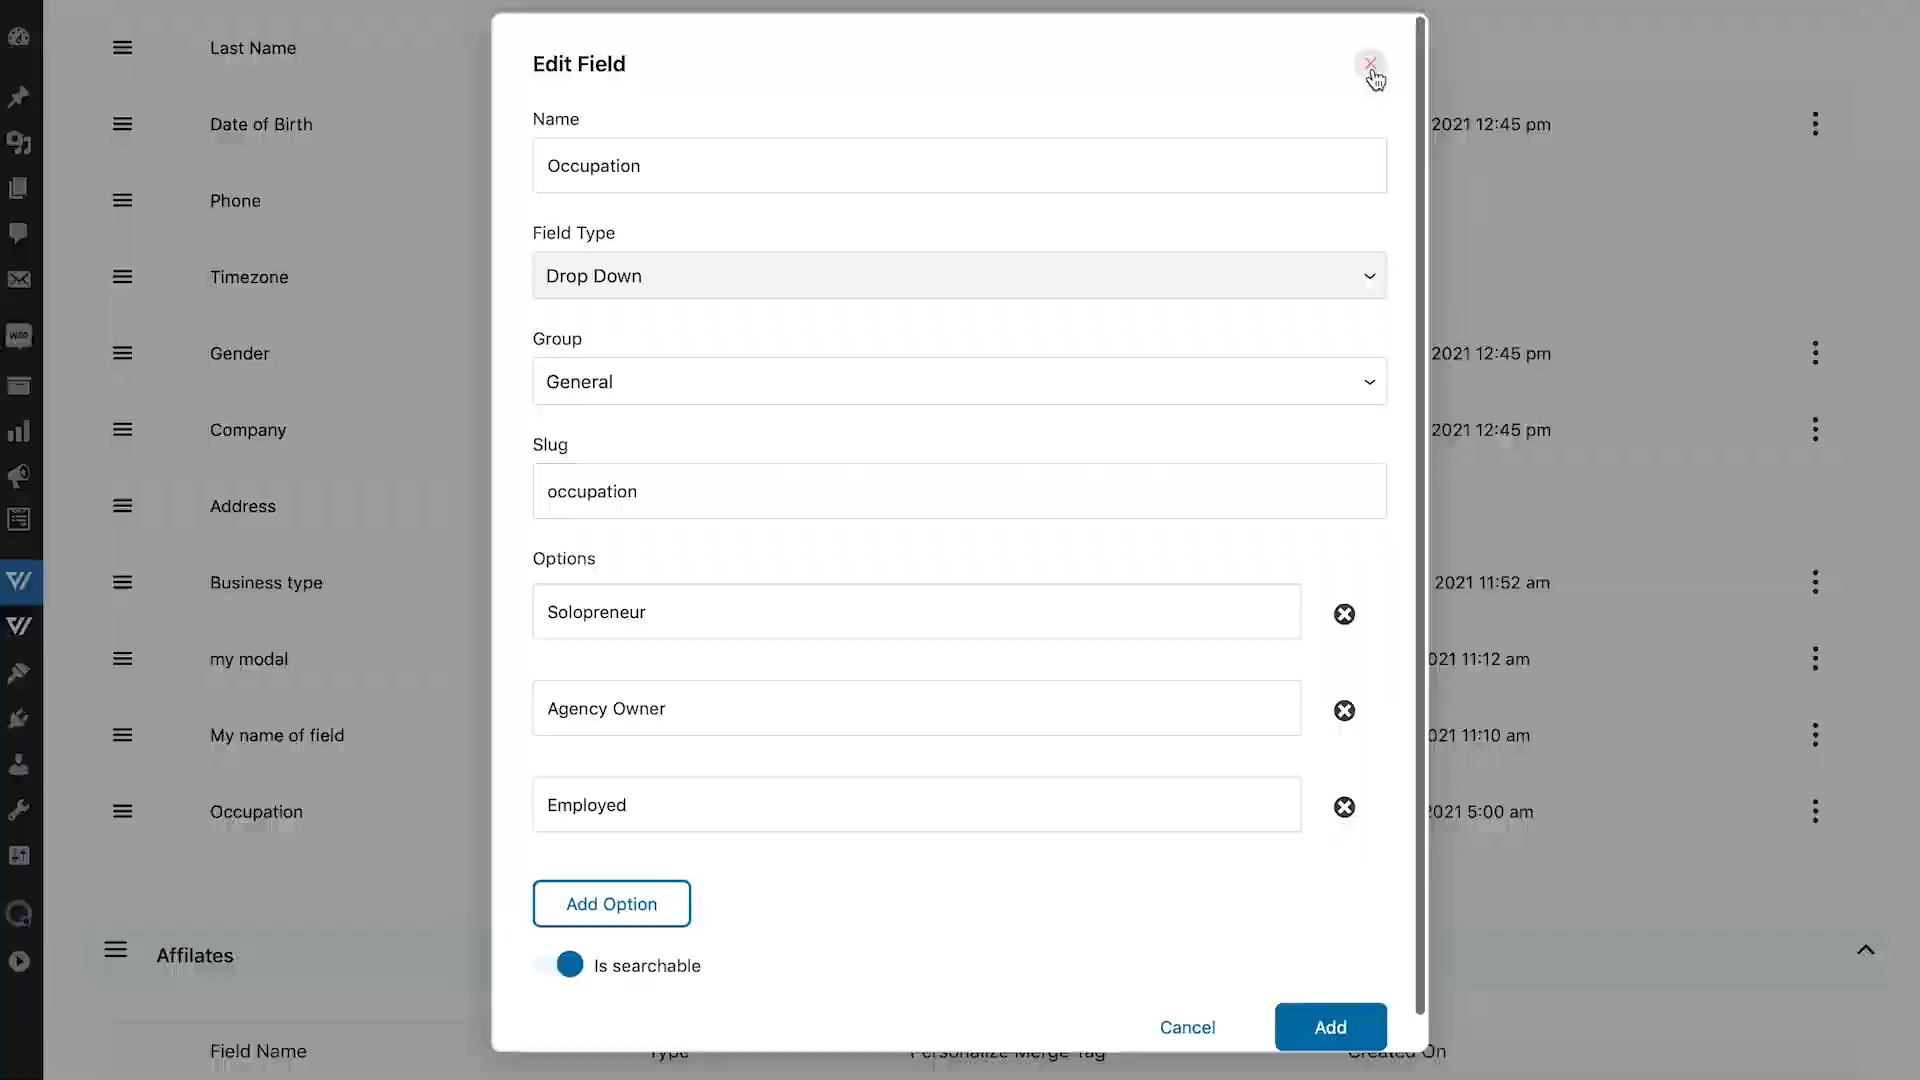 Edit Field
Name
Occupation
Field Type
Drop Down
Group
General
Slug
occupation
Options
Solopreneur
Agency Owner
Employed
Add Option
Is searchable
Cancel Add
Last Name
Date of Birth 2021 12:45 pm
Phone
Timezone
Gender 2021 12:45 pm
Company 2021 12:45 pm
Address
Business type 2021 11:52 am
my modal 021 11:12 am
My name of field 021 11:10 am
Occupation 2021 5:00 am
Affilates
Field Name Type Personalize Merge Tag Created On
woo